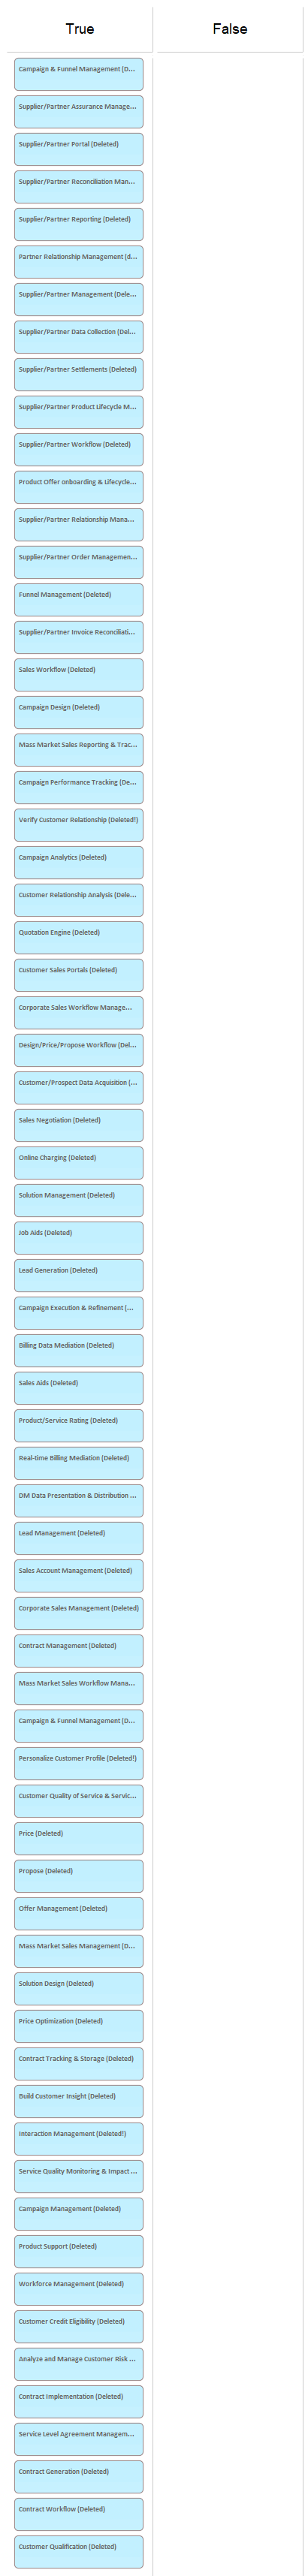 True False
Campaign & Funnel Management (D...
Supplier/Partner Assurance Manage...
Supplier/Partner Portal (Deleted)
Supplier/Partner Reconciliation Man...
Supplier/Partner Reporting (Deleted)
Partner Relationship Management (d...
Supplier/Partner Management (Dele...
Supplier/Partner Data Collection (Del...
Supplier/Partner Settlements (Deleted)
Supplier/Partner Product Lifecycle M...
Supplier/Partner Workflow (Deleted)
Product Offer onboarding & Lifecycle...
Supplier/Partner Relationship Mana...
Supplier/Partner Order Managemen...
Funnel Management (Deleted)
Supplier/Partner Invoice Reconciliati...
Sales Workflow (Deleted)
Campaign Design (Deleted)
Mass Market Sales Reporting & Trac...
Campaign Performance Tracking (De...
Verify Customer Relationship (Deleted!)
Campaign Analytics (Deleted)
Customer Relationship Analysis (Dele...
Quotation Engine (Deleted)
Customer Sales Portals (Deleted)
Corporate Sales Workflow Manage...
Design/Price/Propose Workflow (Del...
Customer/Prospect Data Acquisition (...
Sales Negotiation (Deleted)
Online Charging (Deleted)
Solution Management (Deleted)
Job Aids (Deleted)
Lead Generation (Deleted)
Campaign Execution & Refinement (...
Billing Data Mediation (Deleted)
Sales Aids (Deleted)
Product/Service Rating (Deleted)
Real-time Billing Mediation (Deleted)
DM Data Presentation & Distribution ...
Lead Management (Deleted)
Sales Account Management (Deleted)
Corporate Sales Management (Deleted)
Contract Management (Deleted)
Mass Market Sales Workflow Mana...
Campaign & Funnel Management (D...
Personalize Customer Profile (Deleted!)
Customer Quality of Service & Servic...
Price (Deleted)
Propose (Deleted)
Offer Management (Deleted)
Mass Market Sales Management (D...
Solution Design (Deleted)
Price Optimization (Deleted)
Contract Tracking & Storage (Deleted)
Build Customer Insight (Deleted)
Interaction Management (Deleted!)
Service Quality Monitoring & Impact ...
Campaign Management (Deleted)
Product Support (Deleted)
Workforce Management (Deleted)
Customer Credit Eligibility (Deleted)
Analyze and Manage Customer Risk ...
Contract Implementation (Deleted)
Service Level Agreement Managem...
Contract Generation (Deleted)
Contract Workflow (Deleted)
Customer Qualification (Deleted)